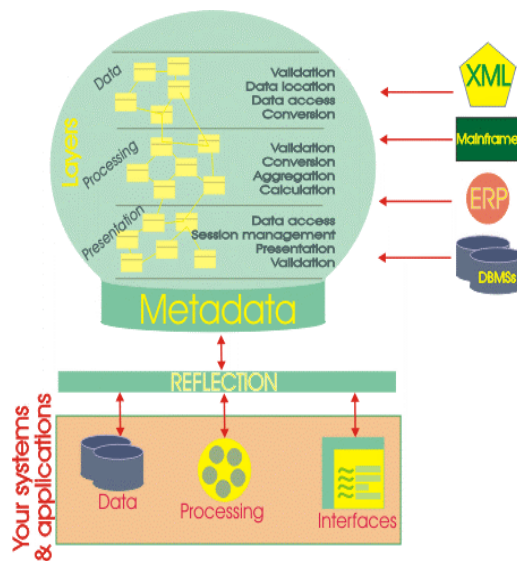 Layers
Data
Validation
Data location
Data access
Conversion
Processing
Validation
Conversion
Aggregation
Calculation
Presentation
Data access
Session management
Presentation
Validation
XML
Mainframe
ERP
DBMSs
Metadata
REFLECTION
Your systems
& applications
Data
Processing
Interfaces